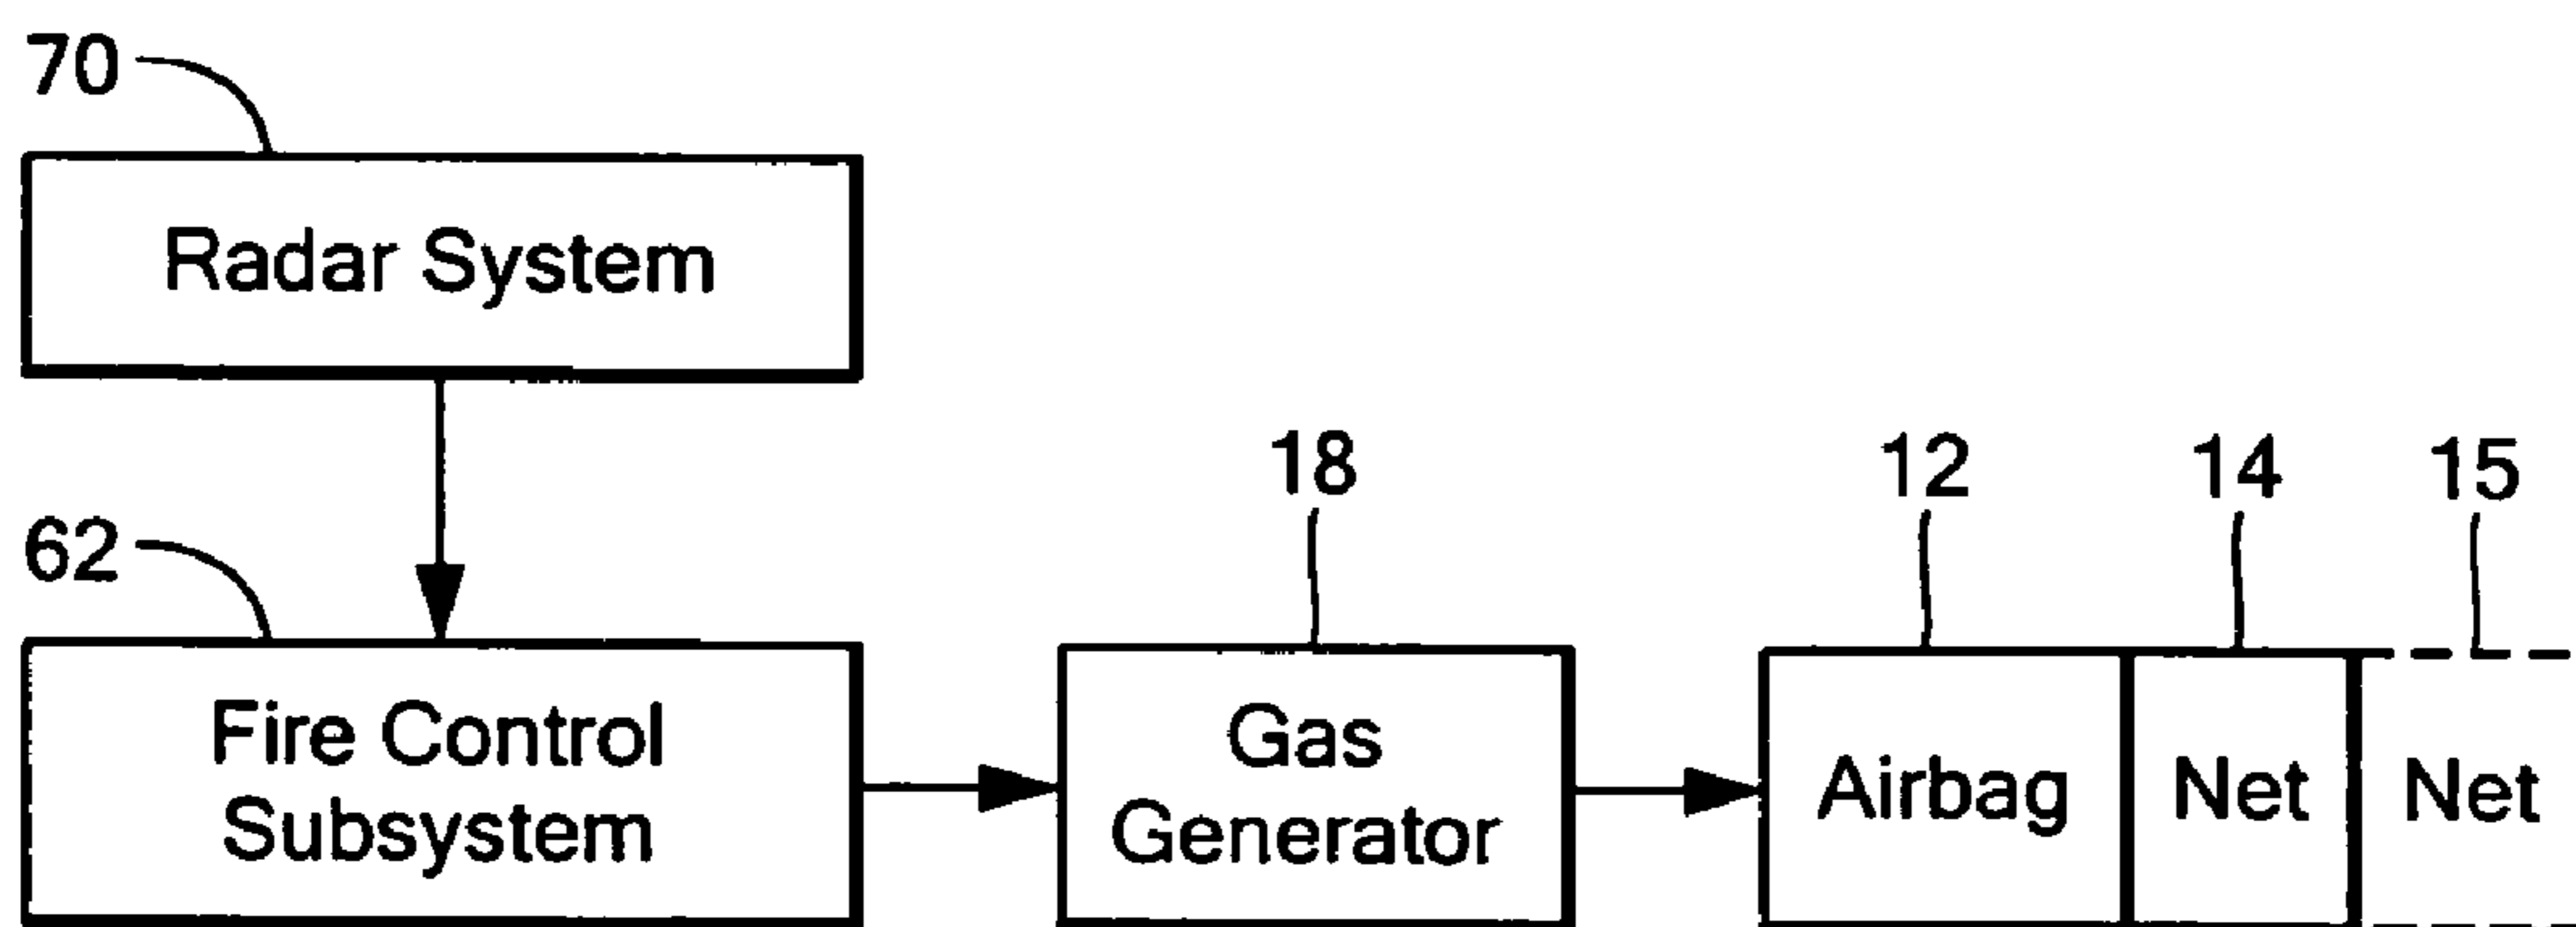 70
Radar System
18
12
14
15
62
Fire Control
Subsystem
Gas
Generator
Airbag
Net
Net